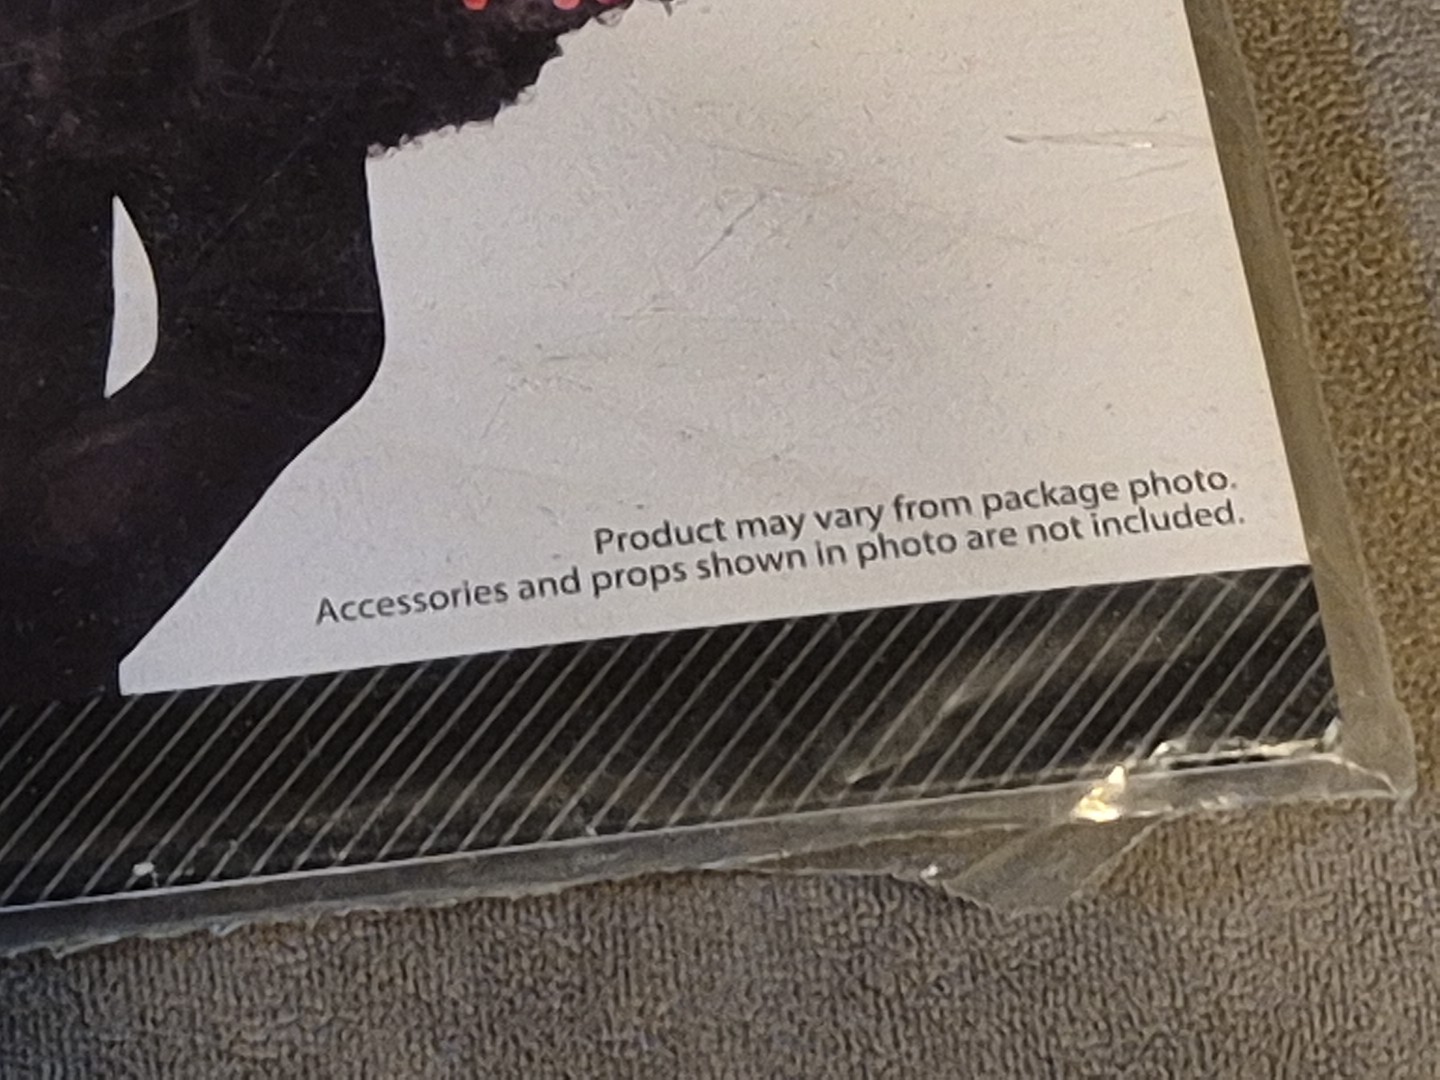 Product may vary from package photo.
Accessories and props shown in photo are not included.